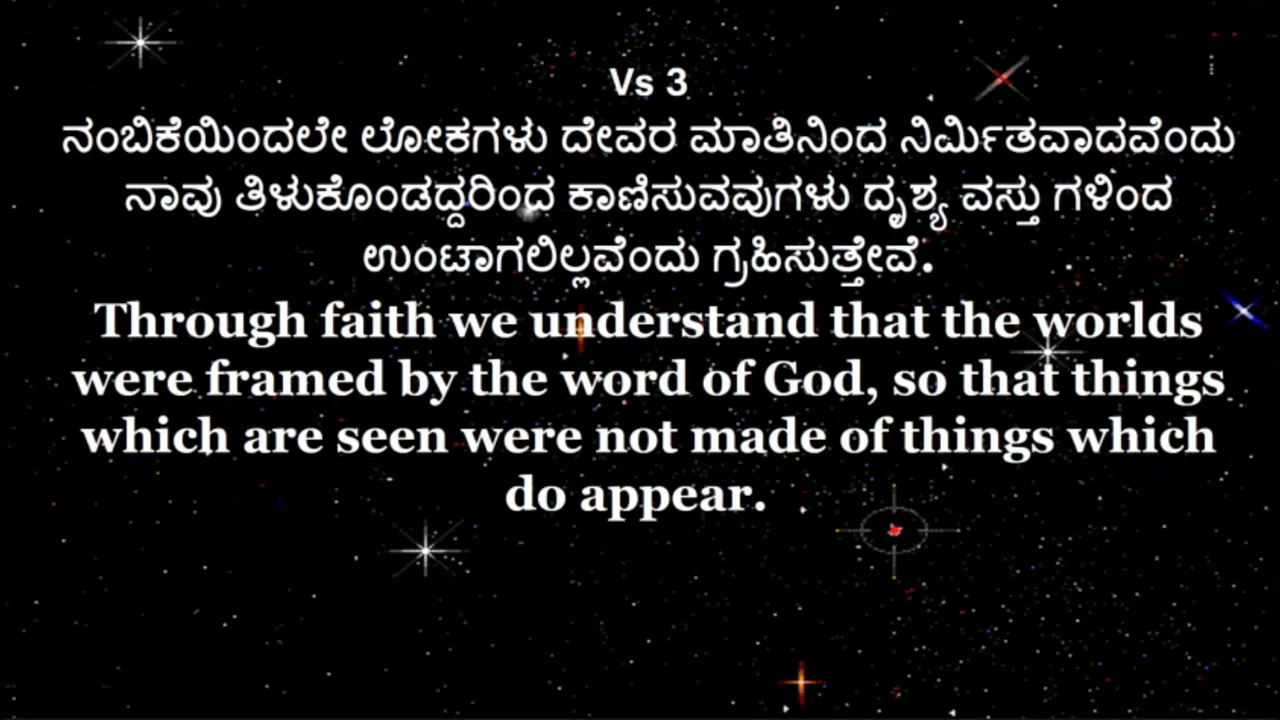 Vs 3
ನಂಬಿಕೆಯಿಂದಲೇ ಲೋಕಗಳು ದೇವರ ಮಾತಿನಿಂದ ನಿರ್ಮಿತವಾದವೆಂದು
ನಾವು ತಿಳುಕೊಂಡದ್ದರಿಂದ ಕಾಣಿಸುವವುಗಳು ದೃಶ್ಯ ವಸ್ತು ಗಳಿಂದ
ಉಂಟಾಗಲಿಲ್ಲವೆಂದು ಗ್ರಹಿಸುತ್ತೇವೆ.
Through faith we understand that the worlds
were framed by the word of God, so that things
which are seen were not made of things which
do appear.